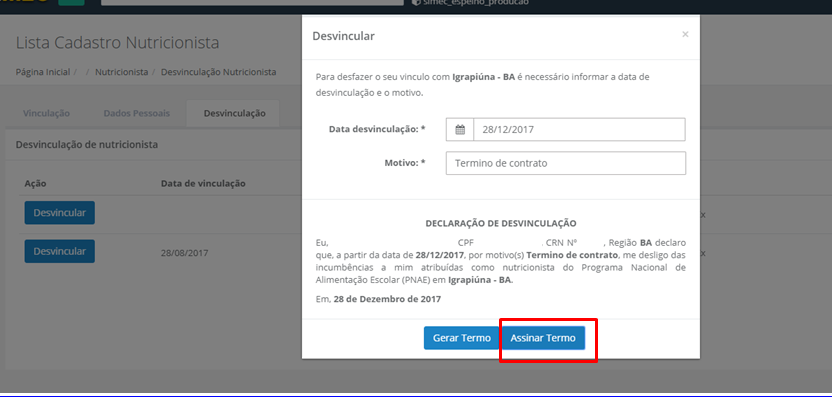 simec_espelho_producao
Lista Cadastro Nutricionista
Página Inicial / / Nutricionista / Desvinculação Nutricionista
Vinculação Dados Pessoais Desvinculação
Desvinculação de nutricionista
Ação Data de vinculação
Desvincular
Desvincular 28/08/2017
Desvincular ×
Para desfazer o seu vinculo com Igrapiúna - BA é necessário informar a data de
desvinculação e o motivo.
Data desvinculação: * 28/12/2017
Motivo: * Termino de contrato
DECLARAÇÃO DE DESVINCULAÇÃO
Eu, CPF , CRN Nº , Região BA declaro
que, a partir da data de 28/12/2017, por motivo(s) Termino de contrato, me desligo das
incumbências a mim atribuídas como nutricionista do Programa Nacional de
Alimentação Escolar (PNAE) em Igrapiúna - BA.
Em, 28 de Dezembro de 2017
Gerar Termo Assinar Termo